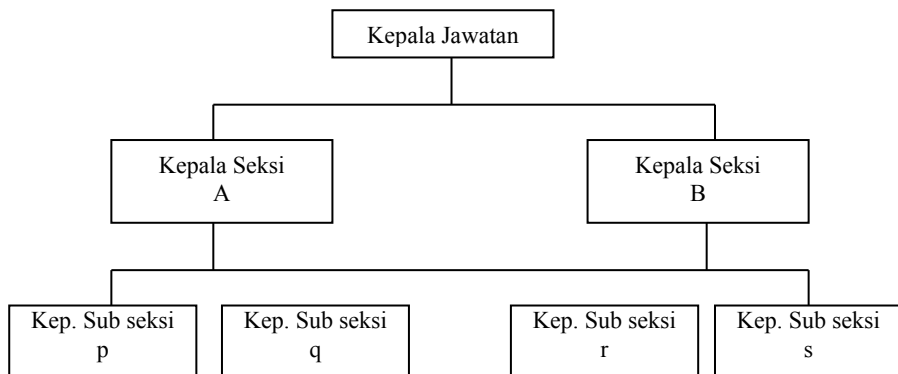 Kepala Jawatan
Kepala Seksi
A
Kepala Seksi
B
Kep. Sub seksi
p
Kep. Sub seksi
q
Kep. Sub seksi
r
Kep. Sub seksi
s